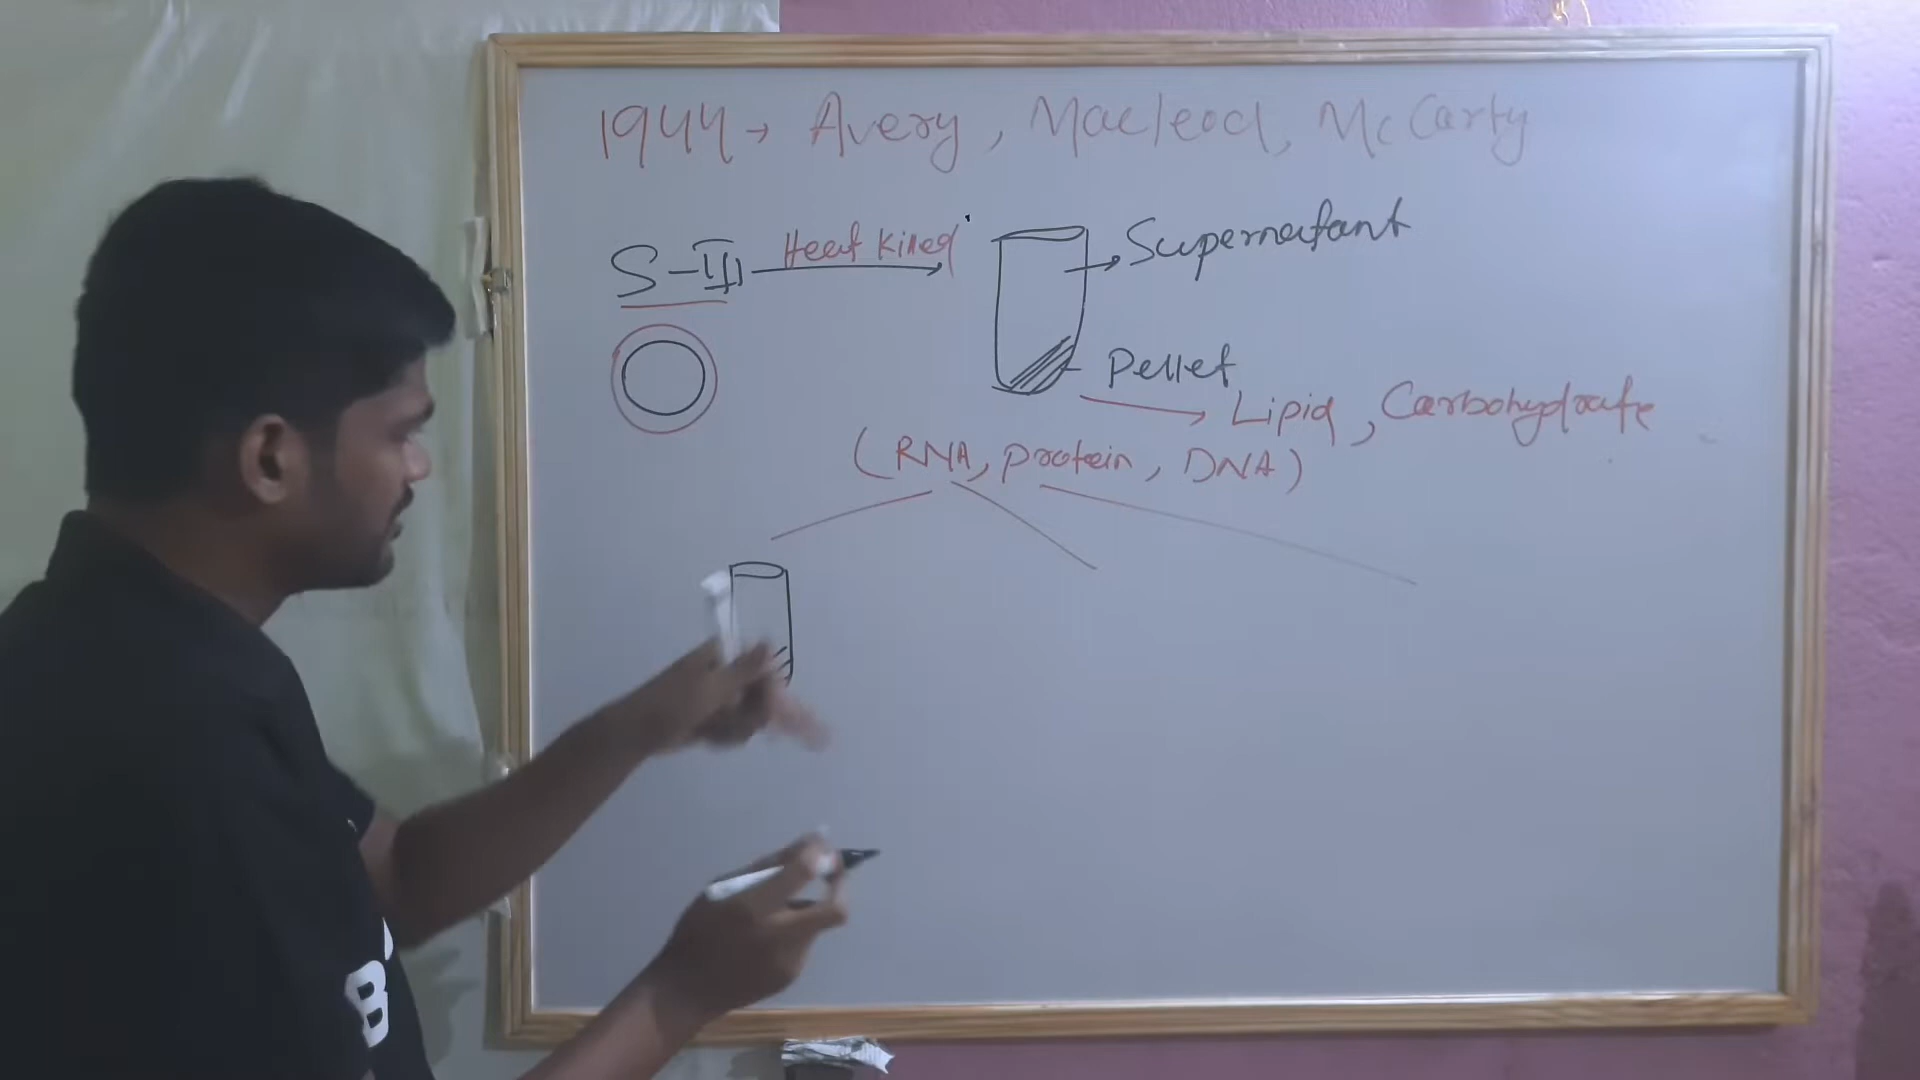 1944 → Avery, Macleod, McCarty
S-III Heat Killed → Supernatant
Pellet
→ Lipid, Carbohydrate
(RNA, protein, DNA)
B